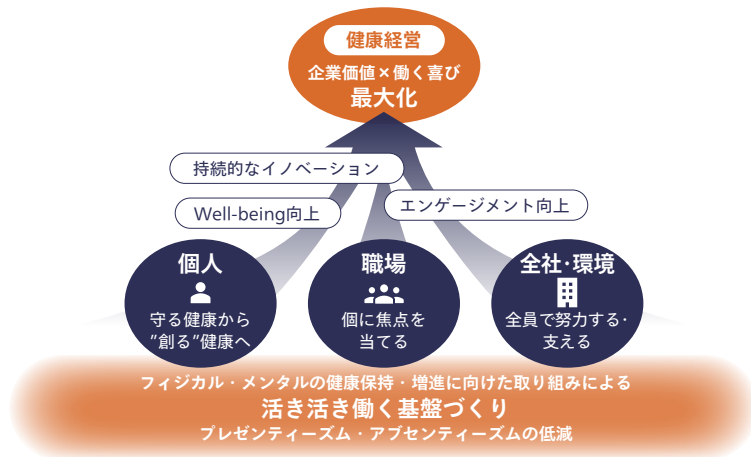 健康経営
企業価値×働く喜び
最大化
持続的なイノベーション
Well-being向上
エンゲージメント向上
個人
守る健康から
”創る”健康へ
職場
個に焦点を
当てる
全社・環境
全員で努力する・
支える
フィジカル・メンタルの健康保持・増進に向けた取り組みによる
活き活き働く基盤づくり
プレゼンティーズム・アブセンティーズムの低減